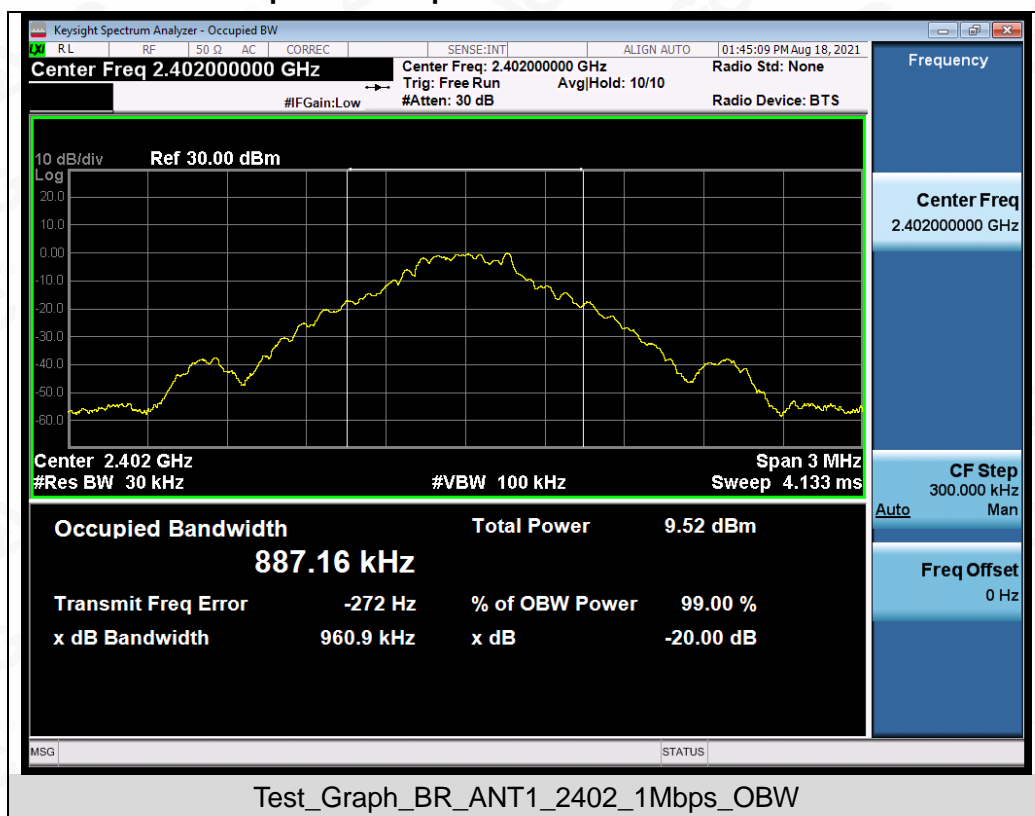 Keysight Spectrum Analyzer - Occupied BW
LXI RL RF 50 Ω AC CORREC SENSE:INT ALIGN AUTO 01:45:09 PM Aug 18, 2021
Center Freq 2.402000000 GHz
Center Freq: 2.402000000 GHz
Radio Std: None
Trig: Free Run Avg|Hold: 10/10
#IFGain:Low
#Atten: 30 dB
Radio Device: BTS
Frequency
10 dB/div Ref 30.00 dBm
Log
20.0
10.0
0.00
-10.0
-20.0
-30.0
-40.0
-50.0
-60.0
Center 2.402 GHz Span 3 MHz
#Res BW 30 kHz #VBW 100 kHz Sweep 4.133 ms
Center Freq
2.402000000 GHz
CF Step
300.000 kHz
Auto Man
Freq Offset
0 Hz
Occupied Bandwidth Total Power 9.52 dBm
887.16 kHz
Transmit Freq Error -272 Hz % of OBW Power 99.00 %
x dB Bandwidth 960.9 kHz x dB -20.00 dB
MSG STATUS
Test_Graph_BR_ANT1_2402_1Mbps_OBW